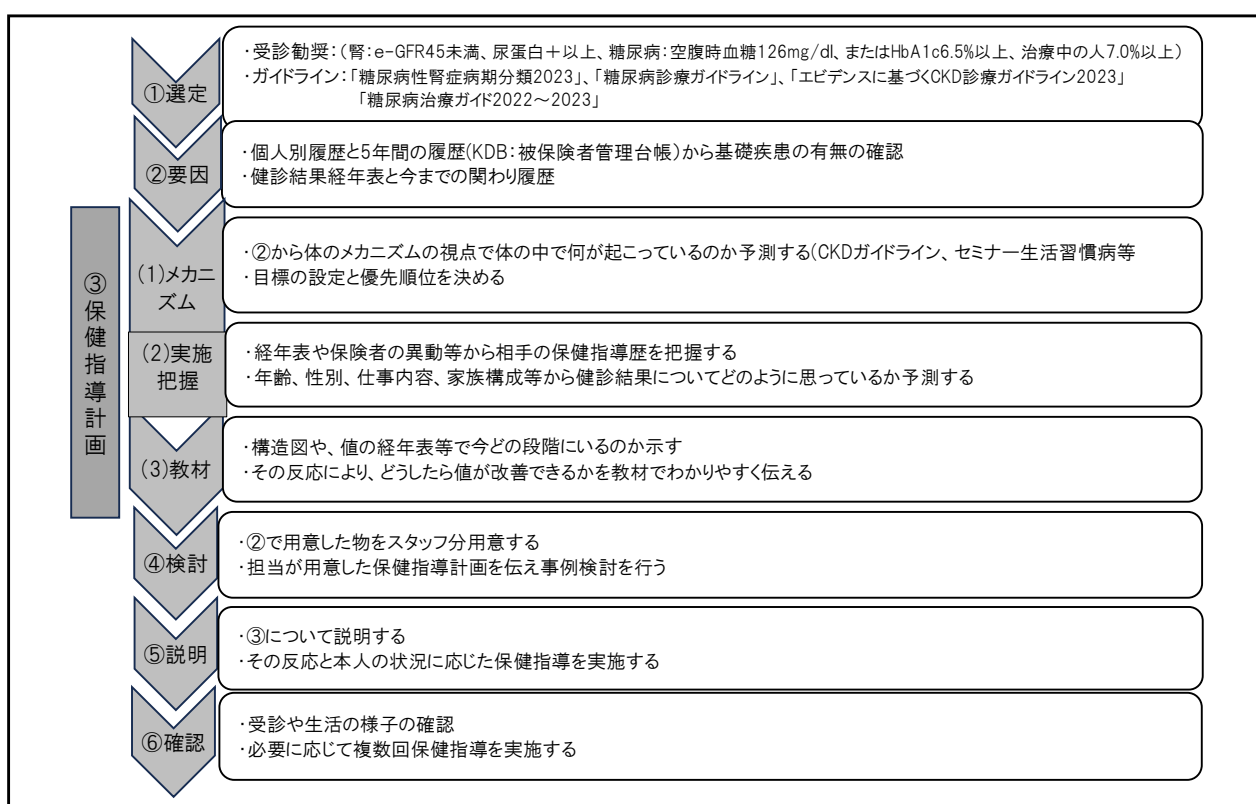 ①選定
・受診勧奨：（腎：e-GFR45未満、尿蛋白＋以上、糖尿病：空腹時血糖126mg/dl、またはHbA1c6.5%以上、治療中の人7.0%以上）
・ガイドライン：「糖尿病性腎症病期分類2023」、「糖尿病診療ガイドライン」、「エビデンスに基づくCKD診療ガイドライン2023」
「糖尿病治療ガイド2022～2023」
②要因
・個人別履歴と5年間の履歴(KDB：被保険者管理台帳）から基礎疾患の有無の確認
・健診結果経年表と今までの関わり履歴
③保健指導計画
(1)メカニ
ズム
・②から体のメカニズムの視点で体の中で何が起こっているのか予測する(CKDガイドライン、セミナー生活習慣病等
・目標の設定と優先順位を決める
(2)実施
把握
・経年表や保険者の異動等から相手の保健指導歴を把握する
・年齢、性別、仕事内容、家族構成等から健診結果についてどのように思っているか予測する
(3)教材
・構造図や、値の経年表等で今どの段階にいるのか示す
・その反応により、どうしたら値が改善できるかを教材でわかりやすく伝える
④検討
・②で用意した物をスタッフ分用意する
・担当が用意した保健指導計画を伝え事例検討を行う
⑤説明
・③について説明する
・その反応と本人の状況に応じた保健指導を実施する
⑥確認
・受診や生活の様子の確認
・必要に応じて複数回保健指導を実施する